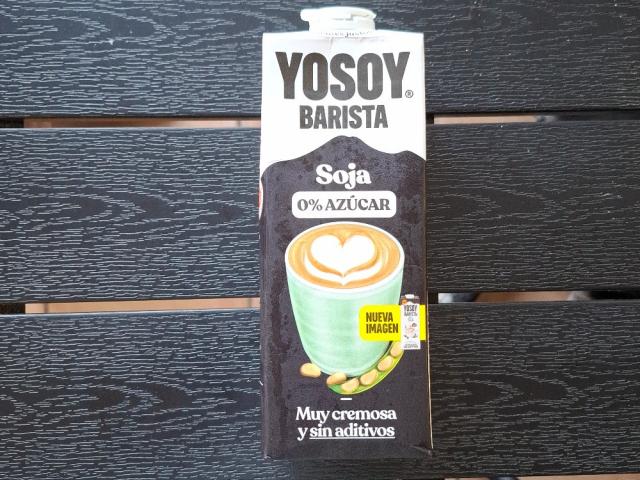 YOSOY®
BARISTA
Soja
0% AZÚCAR
NUEVA
IMAGEN
YOSOY
BARISTA
Muy cremosa
y sin aditivos